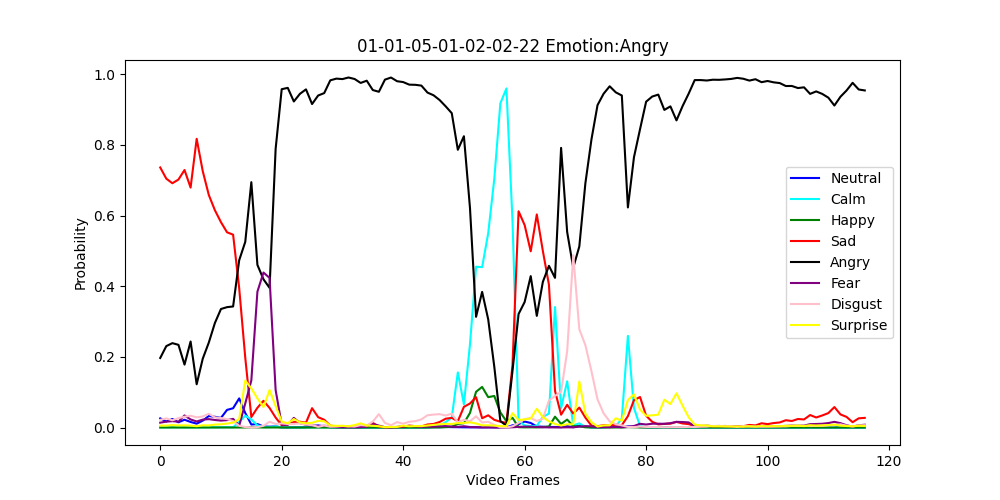 01-01-05-01-02-02-22 Emotion:Angry
1.0
0.8
0.6
0.4
0.2
0.0
Probability
0 20 40 60 80 100 120
Video Frames
Neutral
Calm
Happy
Sad
Angry
Fear
Disgust
Surprise